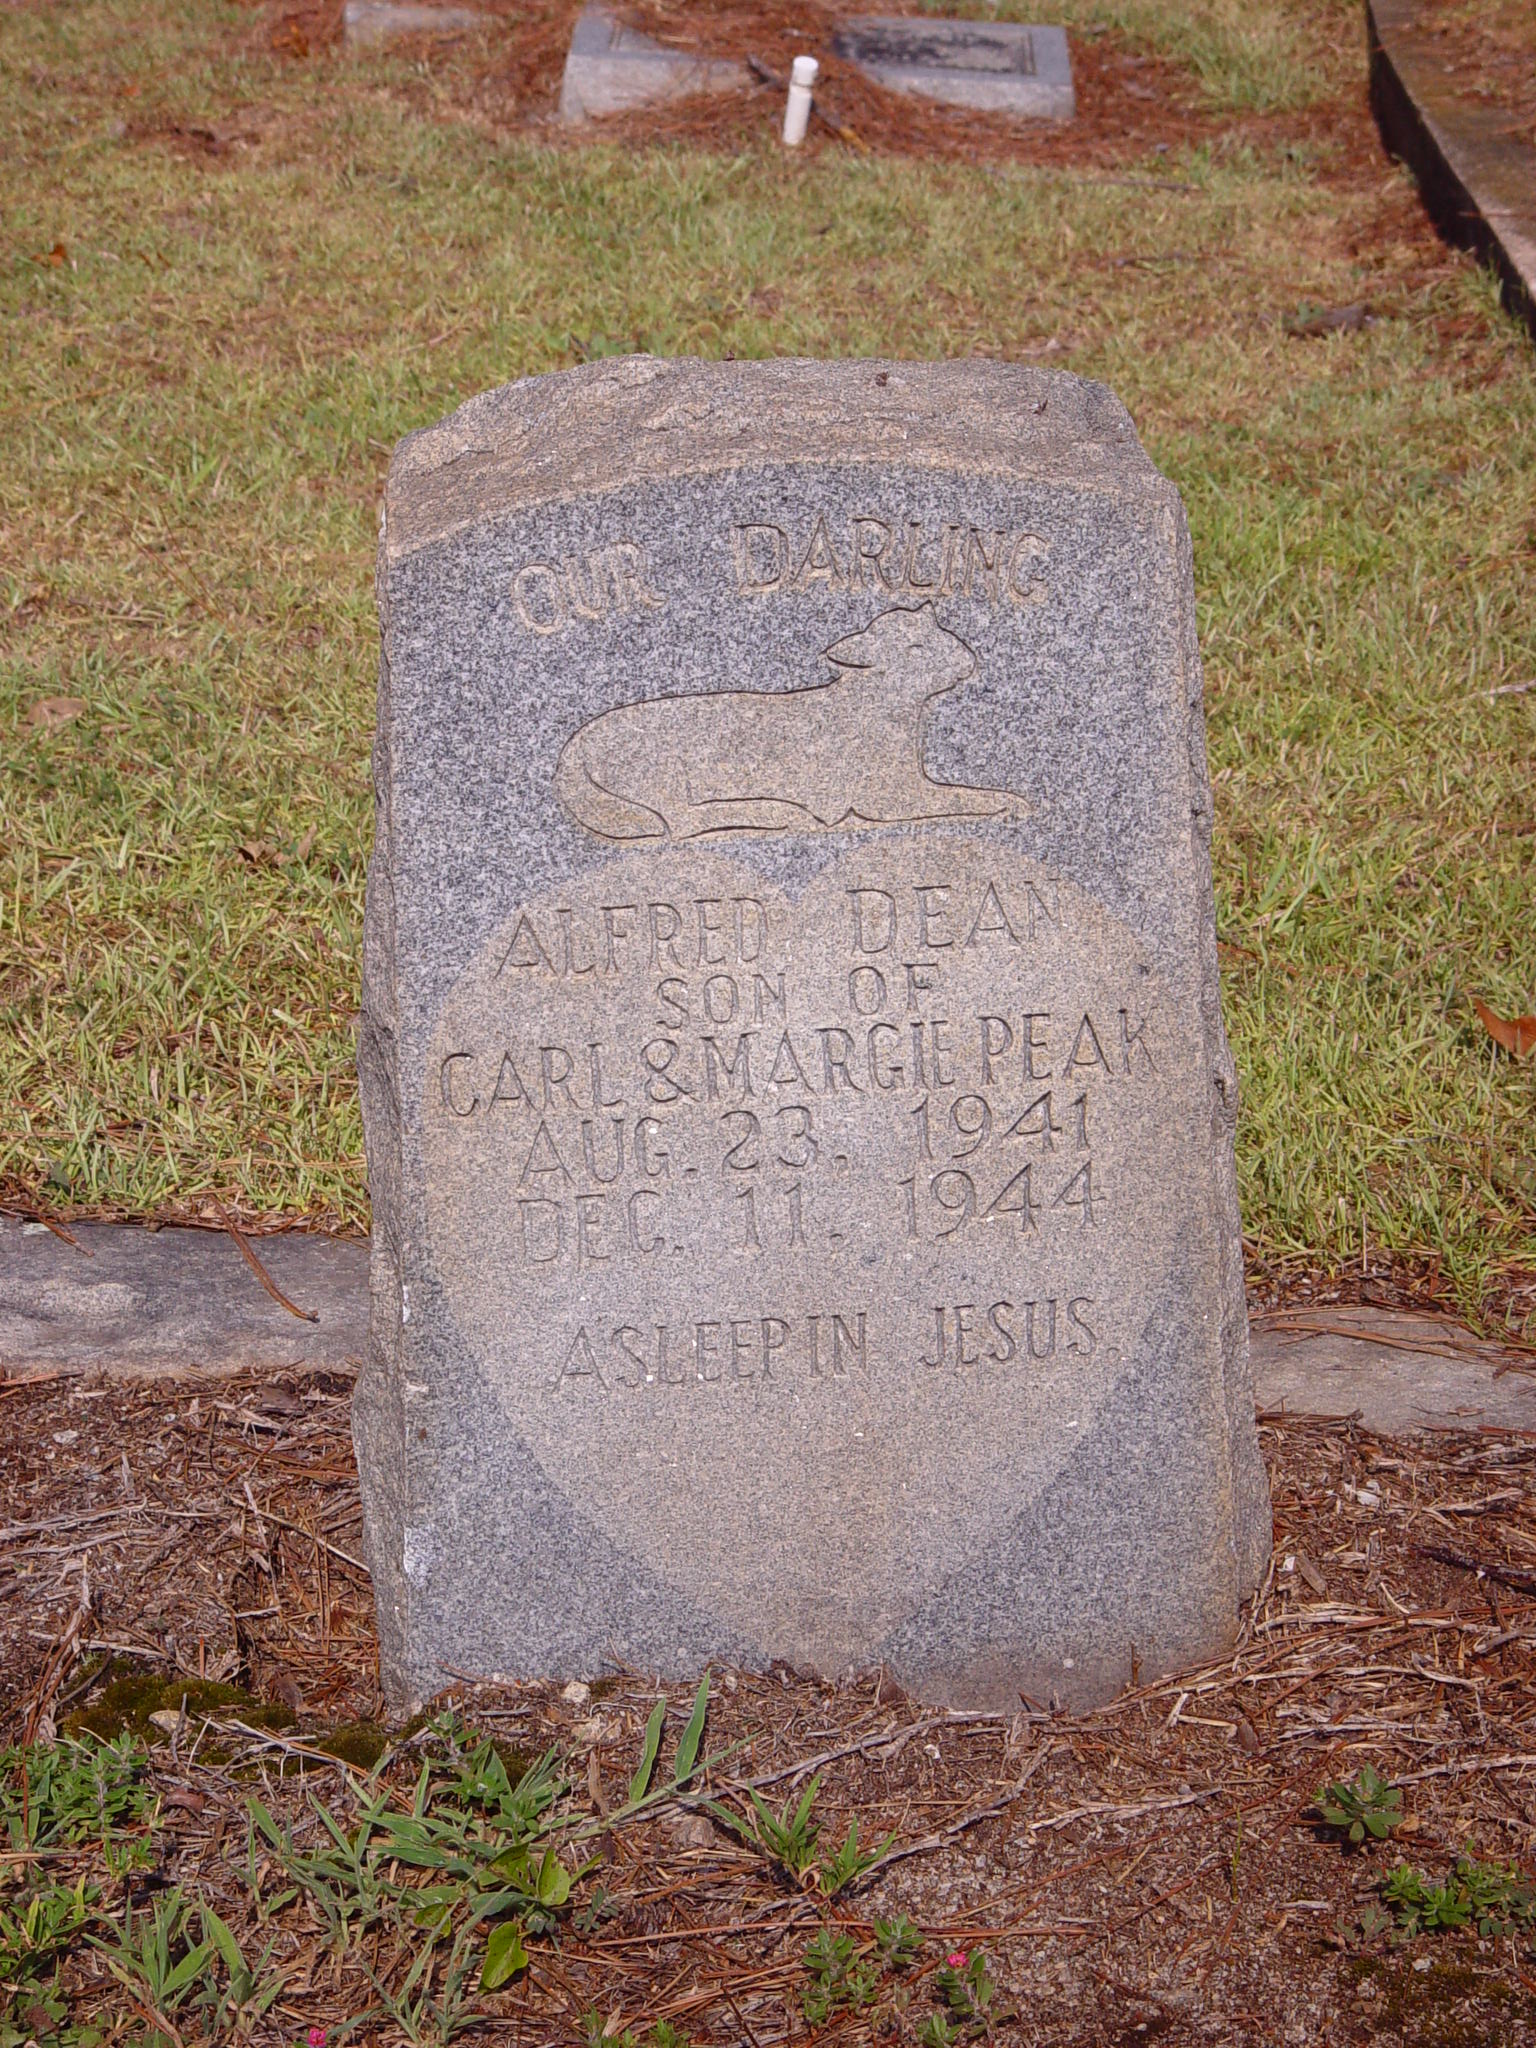 OUR DARLING
ALFRED DEAN
SON OF
CARL & MARGIE PEAK
AUG. 23. 1941
DEC. 11. 1944
ASLEEP IN JESUS.